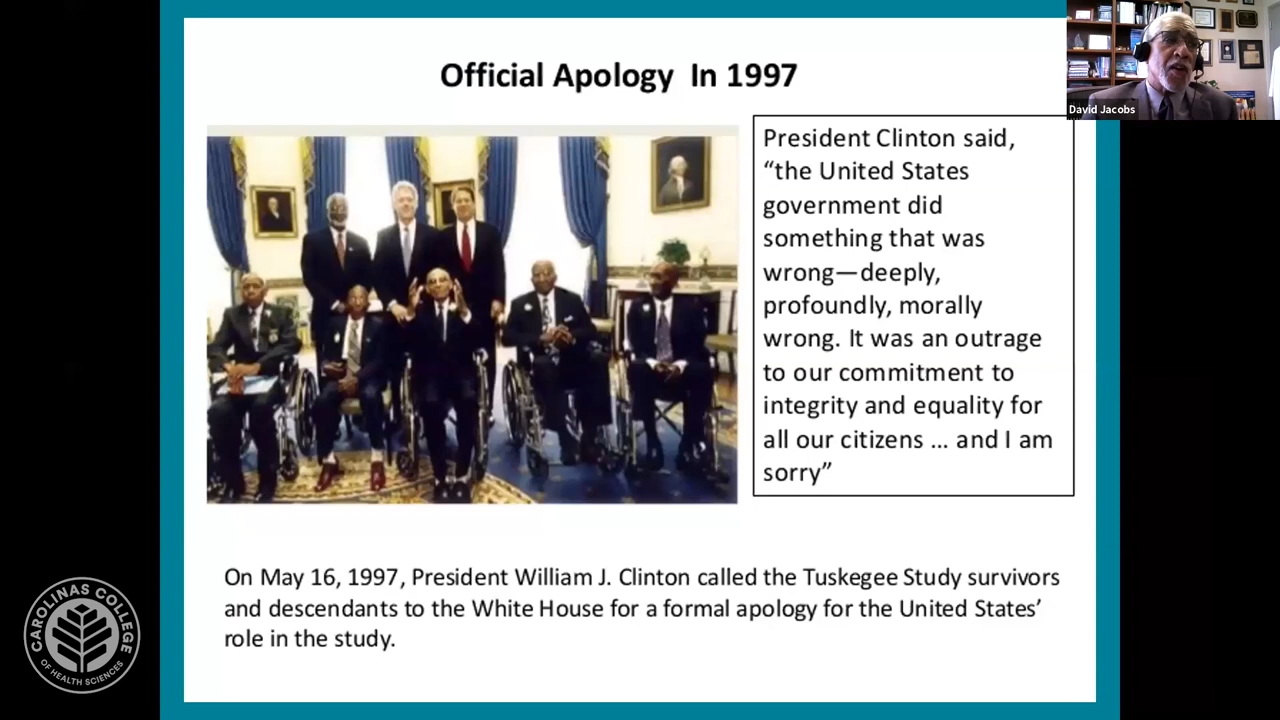 Official Apology In 1997
David Jacobs
President Clinton said,
“the United States
government did
something that was
wrong—deeply,
profoundly, morally
wrong. It was an outrage
to our commitment to
integrity and equality for
all our citizens ... and I am
sorry”
On May 16, 1997, President William J. Clinton called the Tuskegee Study survivors
and descendants to the White House for a formal apology for the United States’
role in the study.
CAROLINAS COLLEGE
OF HEALTH SCIENCES